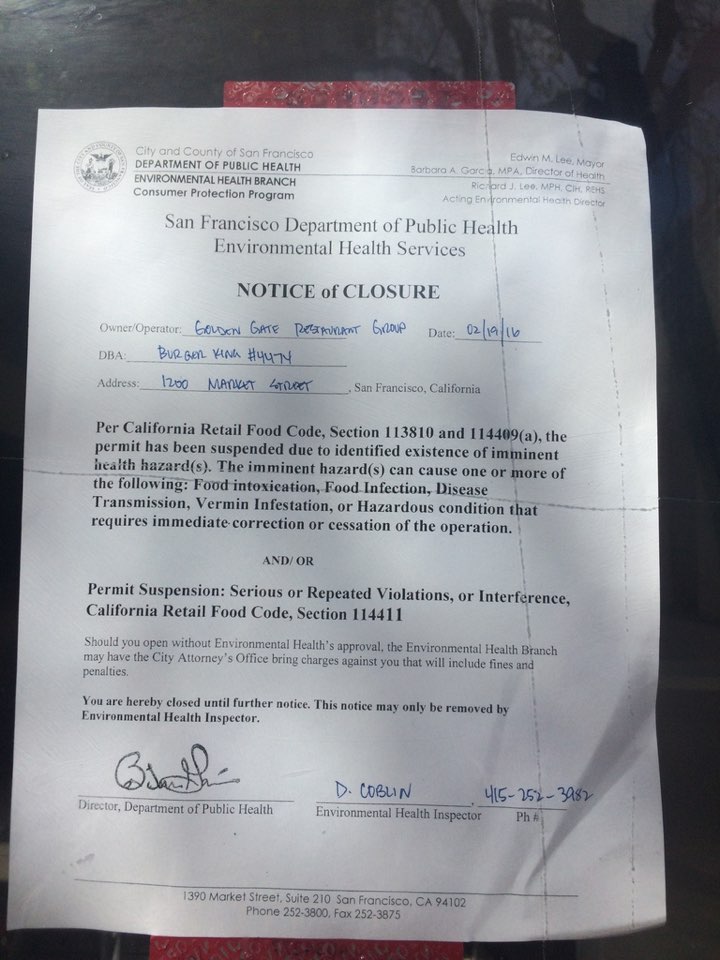 City and County of San Francisco
DEPARTMENT OF PUBLIC HEALTH
ENVIRONMENTAL HEALTH BRANCH
Consumer Protection Program
Edwin M. Lee, Mayor
Barbara A. Garcia, MPA, Director of Health
Richard J. Lee, MPH, CIH, REHS
Acting Environmental Health Director
San Francisco Department of Public Health
Environmental Health Services
NOTICE of CLOSURE
Owner/Operator: GOLDEN GATE RESTAURANT GROUP Date: 02/19/16
DBA: BURGER KING #4474
Address: 1200 MARKET STREET, San Francisco, California
Per California Retail Food Code, Section 113810 and 114409(a), the
permit has been suspended due to identified existence of imminent
health hazard(s). The imminent hazard(s) can cause one or more of
the following: Food intoxication, Food Infection, Disease
Transmission, Vermin Infestation, or Hazardous condition that
requires immediate correction or cessation of the operation.
AND/ OR
Permit Suspension: Serious or Repeated Violations, or Interference,
California Retail Food Code, Section 114411
Should you open without Environmental Health's approval, the Environmental Health Branch
may have the City Attorney's Office bring charges against you that will include fines and
penalties.
You are hereby closed until further notice. This notice may only be removed by
Environmental Health Inspector.
D. COBLIN, 415-252-3982
Director, Department of Public Health Environmental Health Inspector Ph #
1390 Market Street, Suite 210 San Francisco, CA 94102
Phone 252-3800, Fax 252-3875